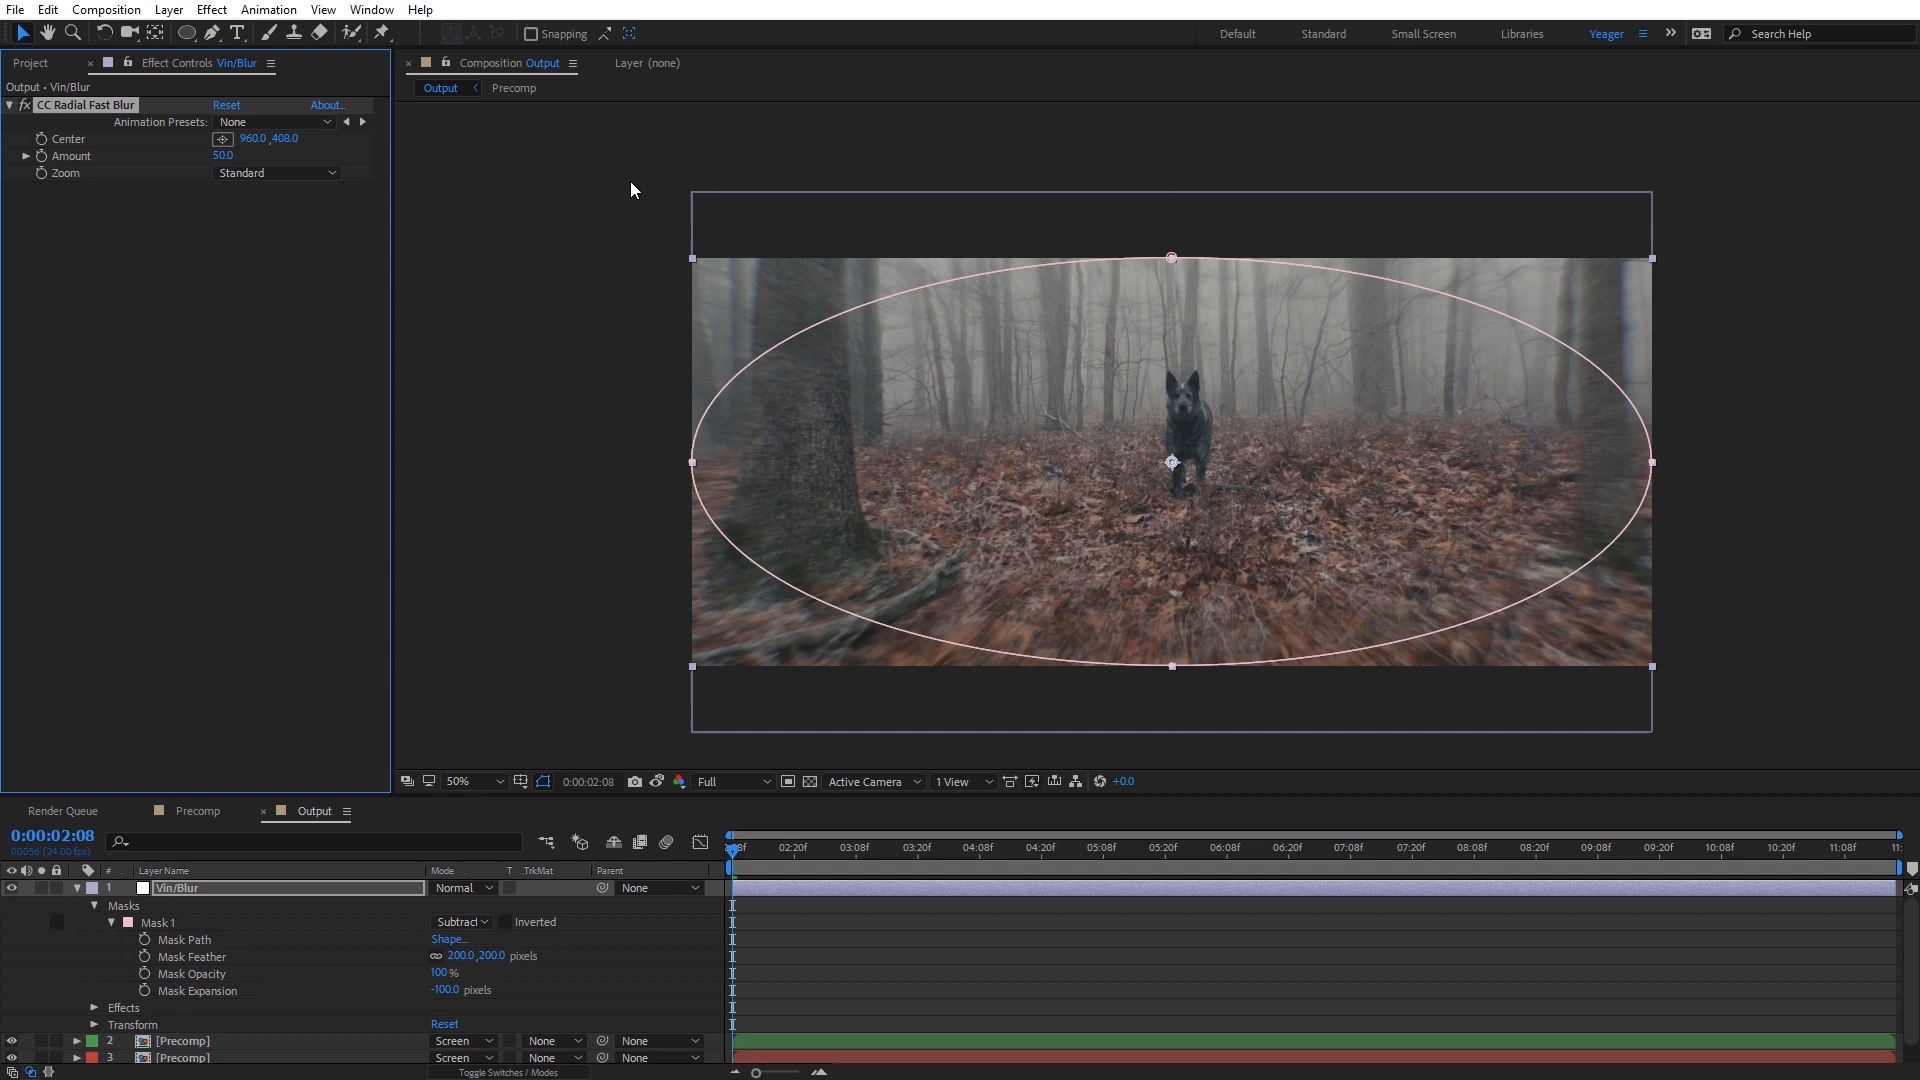 File Edit Composition Layer Effect Animation View Window Help
Snapping
Default Standard Small Screen Libraries Yeager Search Help
Project Effect Controls Vin/Blur
Composition Output Layer (none)
Output • Vin/Blur
Output Precomp
fx CC Radial Fast Blur Reset About...
Animation Presets: None
Center 960.0 ,408.0
Amount 50.0
Zoom Standard
50% 0:00:02:08 Full Active Camera 1 View +0.0
Render Queue Precomp Output
0:00:02:08
00056 (24.00 fps)
02:20f 03:08f 03:20f 04:08f 04:20f 05:08f 05:20f 06:08f 06:20f 07:08f 07:20f 08:08f 08:20f 09:08f 09:20f 10:08f 10:20f 11:08f
# Layer Name Mode T .TrkMat Parent
1 Vin/Blur Normal None
Masks
Mask 1 Subtract Inverted
Mask Path Shape...
Mask Feather 200.0 ,200.0 pixels
Mask Opacity 100 %
Mask Expansion -100.0 pixels
Effects
Transform Reset
2 [Precomp] Screen None None
3 [Precomp] Screen None None
Toggle Switches / Modes